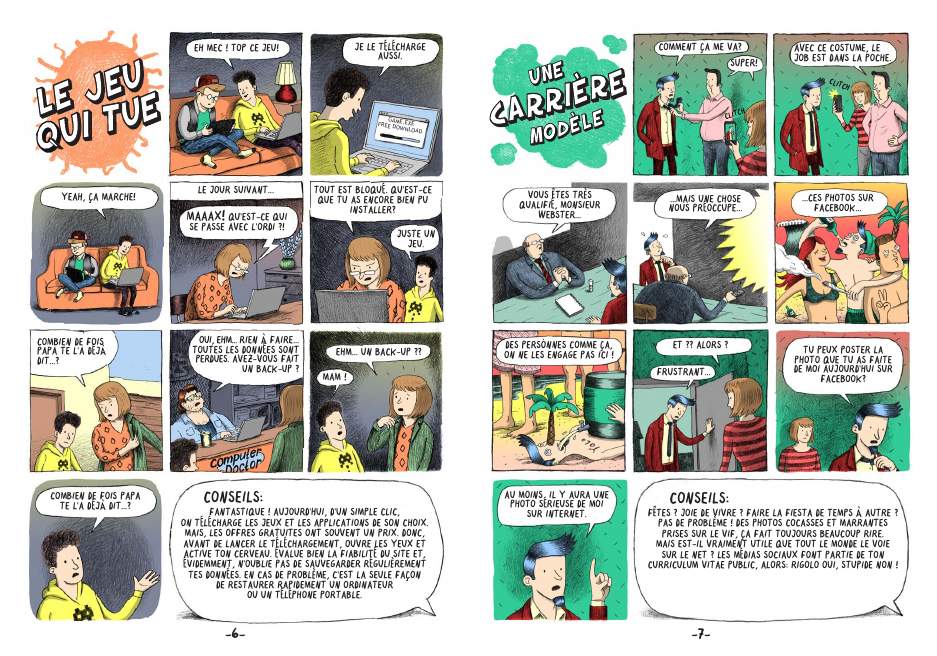 LE JEU
QUI TUE
EH MEC ! TOP CE JEU!
JE LE TÉLÉCHARGE
AUSSI.
GAME.EXE
FREE DOWNLOAD
YEAH, ÇA MARCHE!
LE JOUR SUIVANT...
MAAAX! QU'EST-CE QUI
SE PASSE AVEC L'ORDI ?!
TOUT EST BLOQUÉ. QU'EST-CE
QUE TU AS ENCORE BIEN PU
INSTALLER?
JUSTE UN
JEU.
COMBIEN DE FOIS
PAPA TE L'A DÉJÀ
DIT...?
OUI, EHM... RIEN À FAIRE...
TOUTES LES DONNÉES SONT
PERDUES. AVEZ-VOUS FAIT
UN BACK-UP ?
computer
Doctor
EHM... UN BACK-UP ??
MAM !
COMBIEN DE FOIS PAPA
TE L'A DÉJÀ DIT...?
CONSEILS:
FANTASTIQUE ! AUJOURD'HUI, D'UN SIMPLE CLIC,
ON TÉLÉCHARGE LES JEUX ET LES APPLICATIONS DE SON CHOIX.
MAIS, LES OFFRES GRATUITES ONT SOUVENT UN PRIX. DONC,
AVANT DE LANCER LE TÉLÉCHARGEMENT, OUVRE LES YEUX ET
ACTIVE TON CERVEAU. ÉVALUE BIEN LA FIABILITÉ DU SITE ET,
ÉVIDEMMENT, N'OUBLIE PAS DE SAUVEGARDER RÉGULIÈREMENT
TES DONNÉES. EN CAS DE PROBLÈME, C'EST LA SEULE FAÇON
DE RESTAURER RAPIDEMENT UN ORDINATEUR
OU UN TÉLÉPHONE PORTABLE.
-6-
UNE
CARRIÈRE
MODÈLE
COMMENT ÇA ME VA?
SUPER!
CLITCH
AVEC CE COSTUME, LE
JOB EST DANS LA POCHE.
CLITCH
VOUS ÊTES TRÈS
QUALIFIÉ, MONSIEUR
WEBSTER...
...MAIS UNE CHOSE
NOUS PRÉOCCUPE...
...CES PHOTOS SUR
FACEBOOK...
DES PERSONNES COMME ÇA,
ON NE LES ENGAGE PAS ICI !
ET ?? ALORS ?
FRUSTRANT...
TU PEUX POSTER LA
PHOTO QUE TU AS FAITE
DE MOI AUJOURD'HUI SUR
FACEBOOK?
AU MOINS, IL Y AURA UNE
PHOTO SÉRIEUSE DE MOI
SUR INTERNET.
CONSEILS:
FÊTES ? JOIE DE VIVRE ? FAIRE LA FIESTA DE TEMPS À AUTRE ?
PAS DE PROBLÈME ! DES PHOTOS COCASSES ET MARRANTES
PRISES SUR LE VIF, ÇA FAIT TOUJOURS BEAUCOUP RIRE.
MAIS EST-IL VRAIMENT UTILE QUE TOUT LE MONDE LE VOIE
SUR LE NET ? LES MÉDIAS SOCIAUX FONT PARTIE DE TON
CURRICULUM VITAE PUBLIC, ALORS: RIGOLO OUI, STUPIDE NON !
-7-